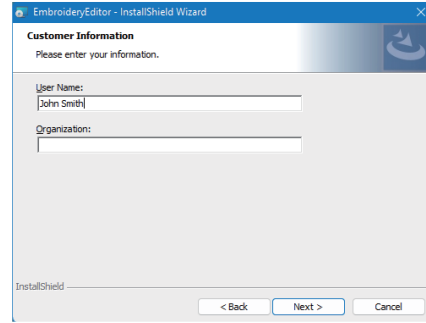 EmbroideryEditor - InstallShield Wizard
Customer Information
Please enter your information.
User Name:
John Smith
Organization:
InstallShield
< Back
Next >
Cancel